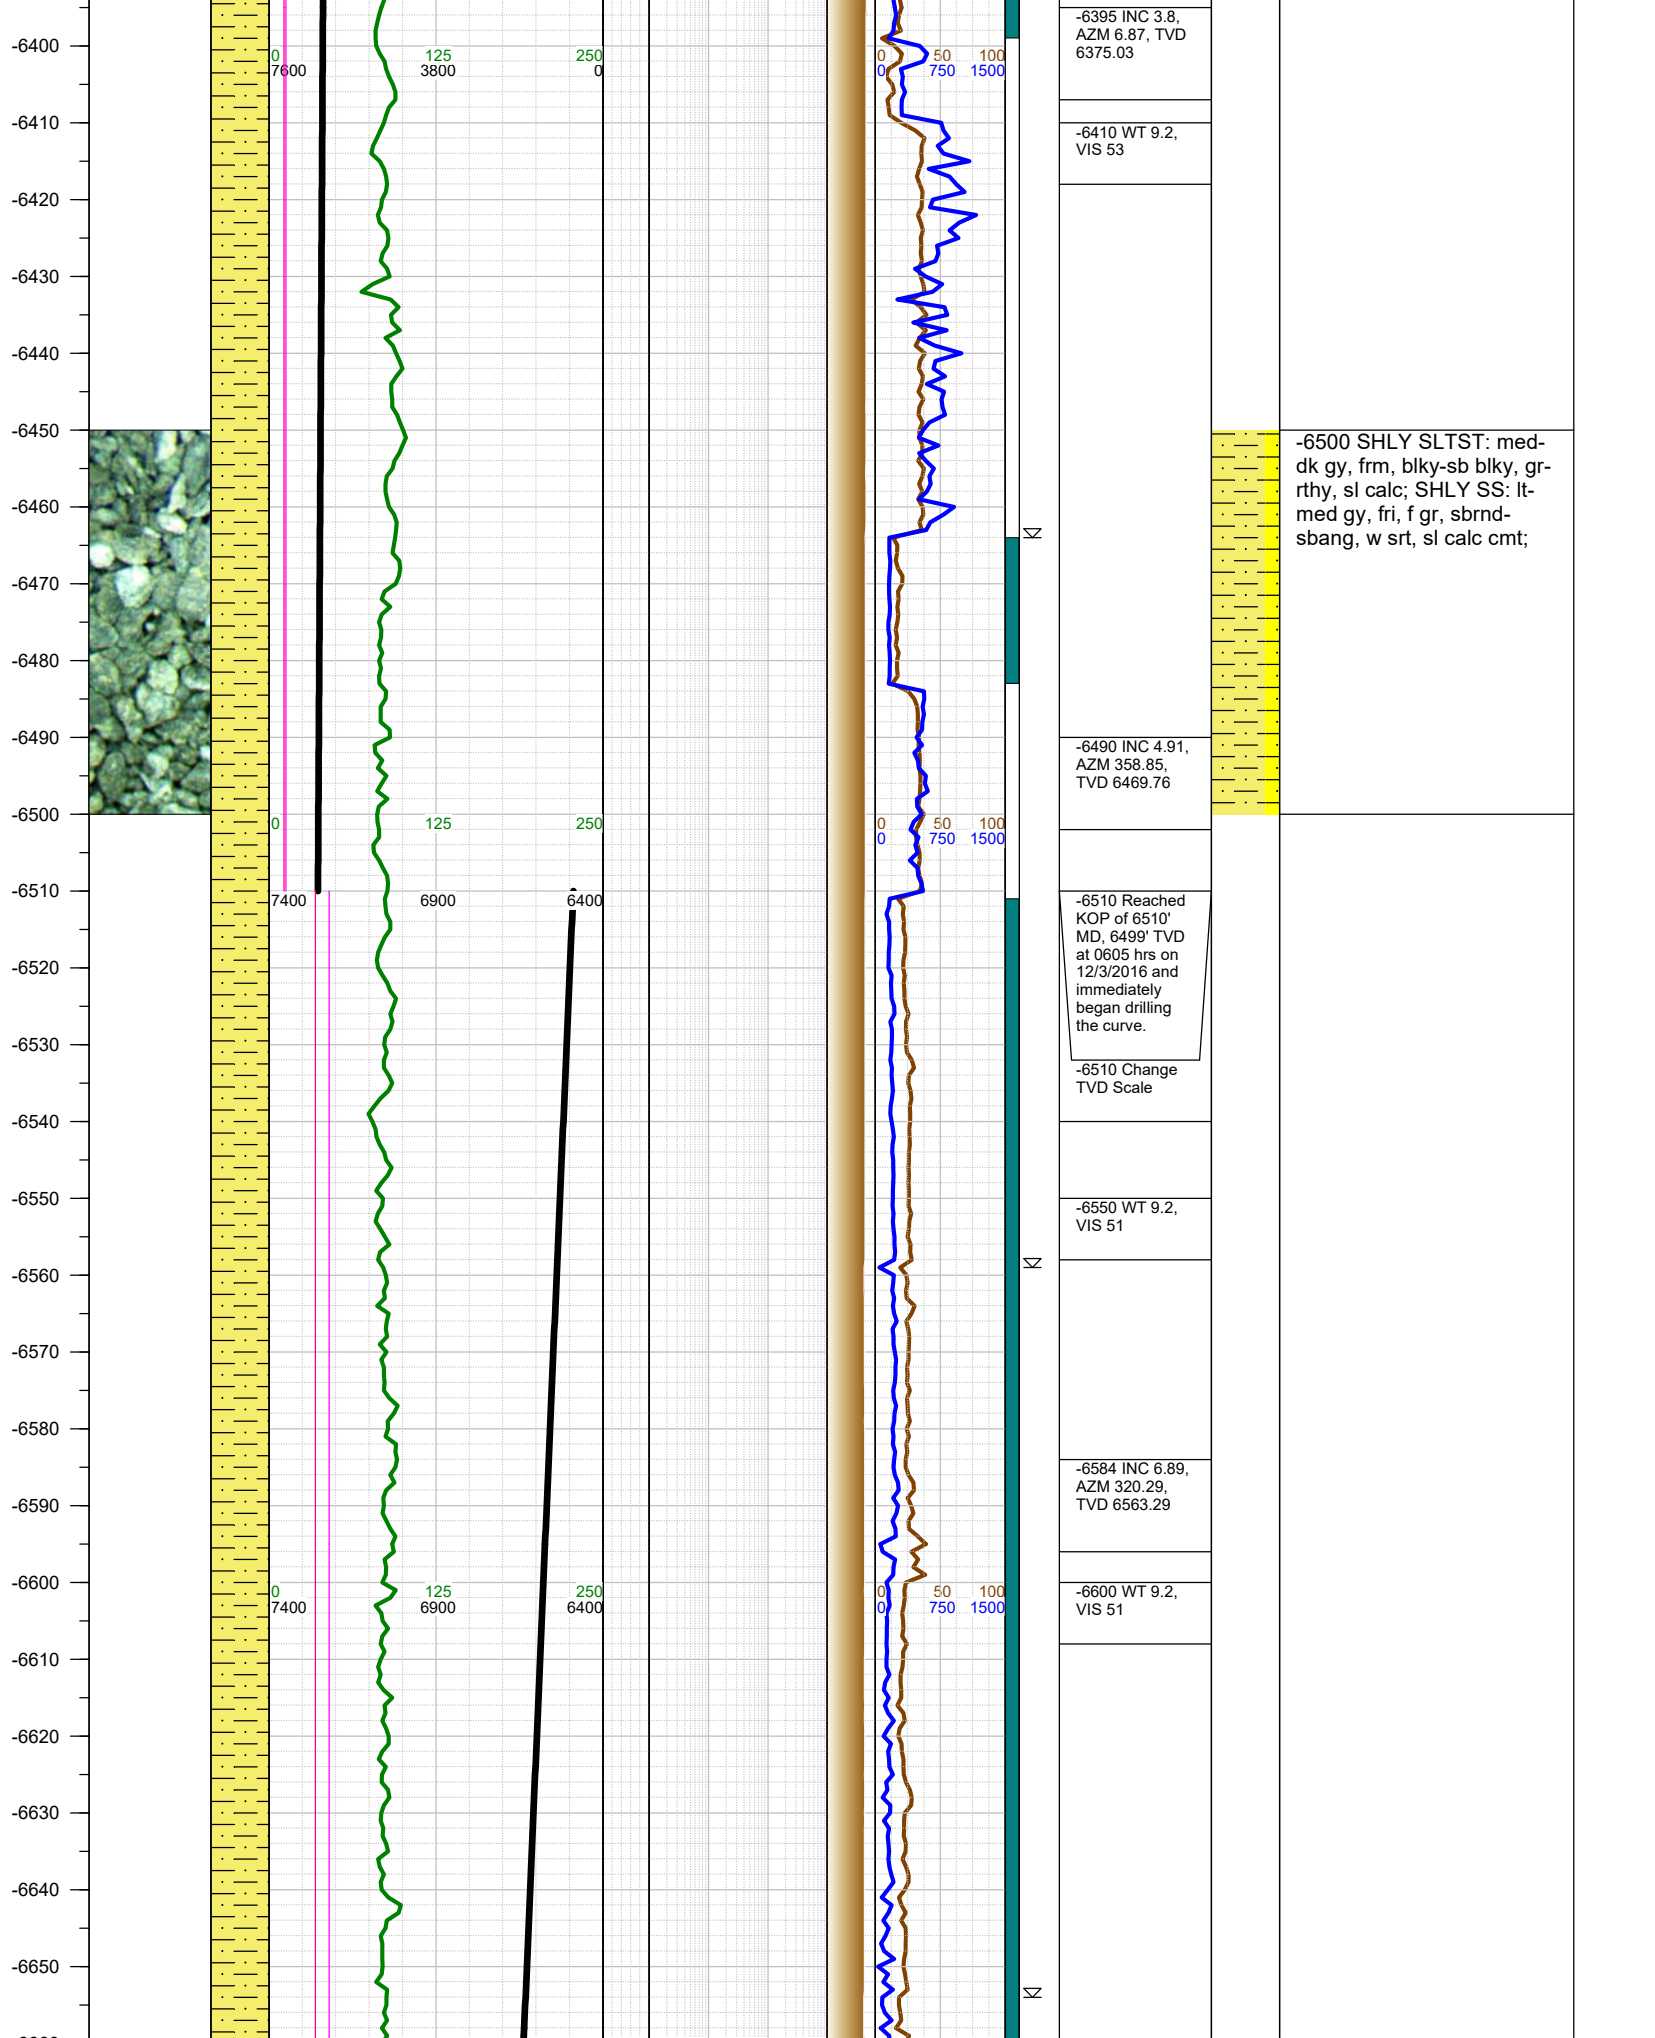 -6395 INC 3.8,
AZM 6.87, TVD
6375.03
-6400
0 125 250
7600 3800 0
0 50 100
0 750 1500
-6410
-6410 WT 9.2,
VIS 53
-6420
-6430
-6440
-6450
-6500 SHLY SLTST: med-
dk gy, frm, blky-sb blky, gr-
rthy, sl calc; SHLY SS: lt-
med gy, fri, f gr, sbrnd-
sbang, w srt, sl calc cmt;
-6460
-6470
-6480
-6490
-6490 INC 4.91,
AZM 358.85,
TVD 6469.76
-6500
0 125 250
0 50 100
0 750 1500
-6510
7400 6900 6400
-6510 Reached
KOP of 6510'
MD, 6499' TVD
at 0605 hrs on
12/3/2016 and
immediately
began drilling
the curve.
-6520
-6530
-6510 Change
TVD Scale
-6540
-6550
-6550 WT 9.2,
VIS 51
-6560
-6570
-6580
-6584 INC 6.89,
AZM 320.29,
TVD 6563.29
-6590
-6600
0 125 250
7400 6900 6400
0 50 100
0 750 1500
-6600 WT 9.2,
VIS 51
-6610
-6620
-6630
-6640
-6650